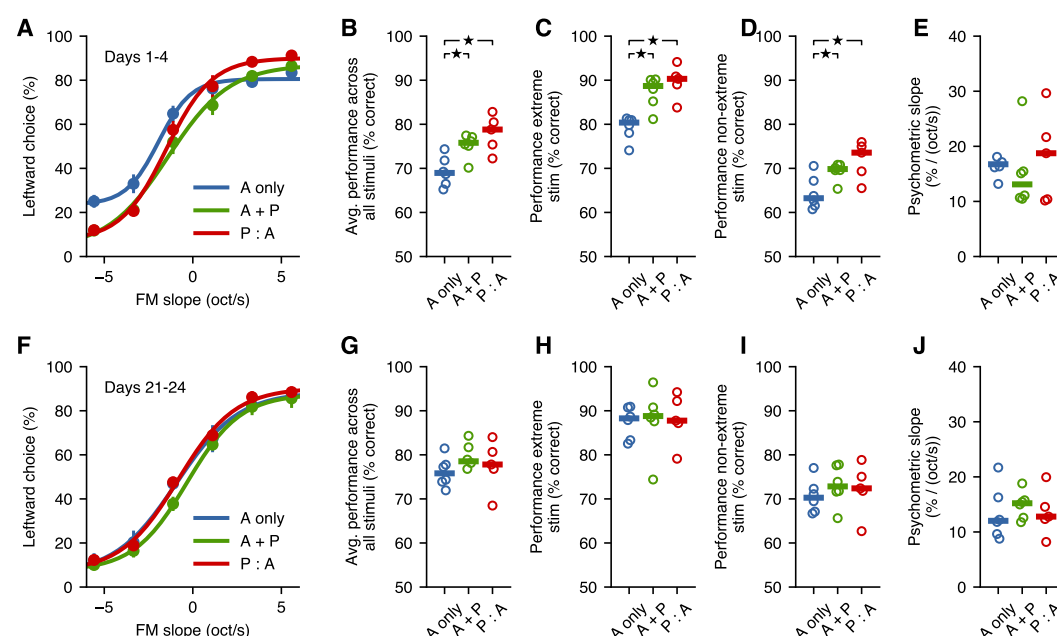 A
Days 1-4
Leftward choice (%)
100
80
60
40
20
0
−5
0
5
FM slope (oct/s)
A only
A + P
P : A
B
★
★
Avg. performance across
all stimuli (% correct)
100
90
80
70
60
50
A only
A + P
P : A
C
★
★
Performance extreme
stim (% correct)
100
90
80
70
60
50
A only
A + P
P : A
D
★
★
Performance non-extreme
stim (% correct)
100
90
80
70
60
50
A only
A + P
P : A
E
Psychometric slope
(% / (oct/s))
40
30
20
10
0
A only
A + P
P : A
F
Days 21-24
Leftward choice (%)
100
80
60
40
20
0
−5
0
5
FM slope (oct/s)
A only
A + P
P : A
G
Avg. performance across
all stimuli (% correct)
100
90
80
70
60
50
A only
A + P
P : A
H
Performance extreme
stim (% correct)
100
90
80
70
60
50
A only
A + P
P : A
I
Performance non-extreme
stim (% correct)
100
90
80
70
60
50
A only
A + P
P : A
J
Psychometric slope
(% / (oct/s))
40
30
20
10
0
A only
A + P
P : A